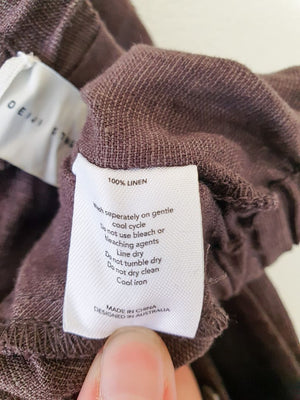 DEIJI
100% LINEN
Wash seperately on gentle
cool cycle
Do not use bleach or
bleaching agents
Line dry
Do not tumble dry
Do not dry clean
Cool iron
MADE IN CHINA
DESIGNED IN AUSTRALIA